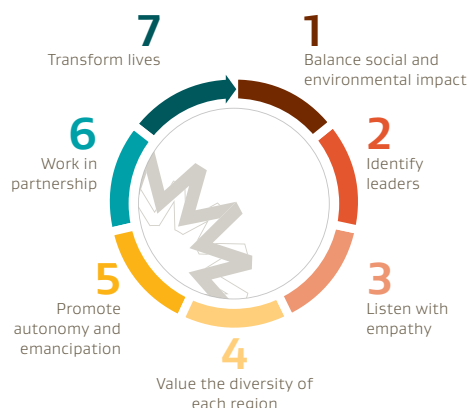 1
Balance social and
environmental impact
2
Identify
leaders
3
Listen with
empathy
4
Value the diversity of
each region
5
Promote
autonomy and
emancipation
6
Work in
partnership
7
Transform lives